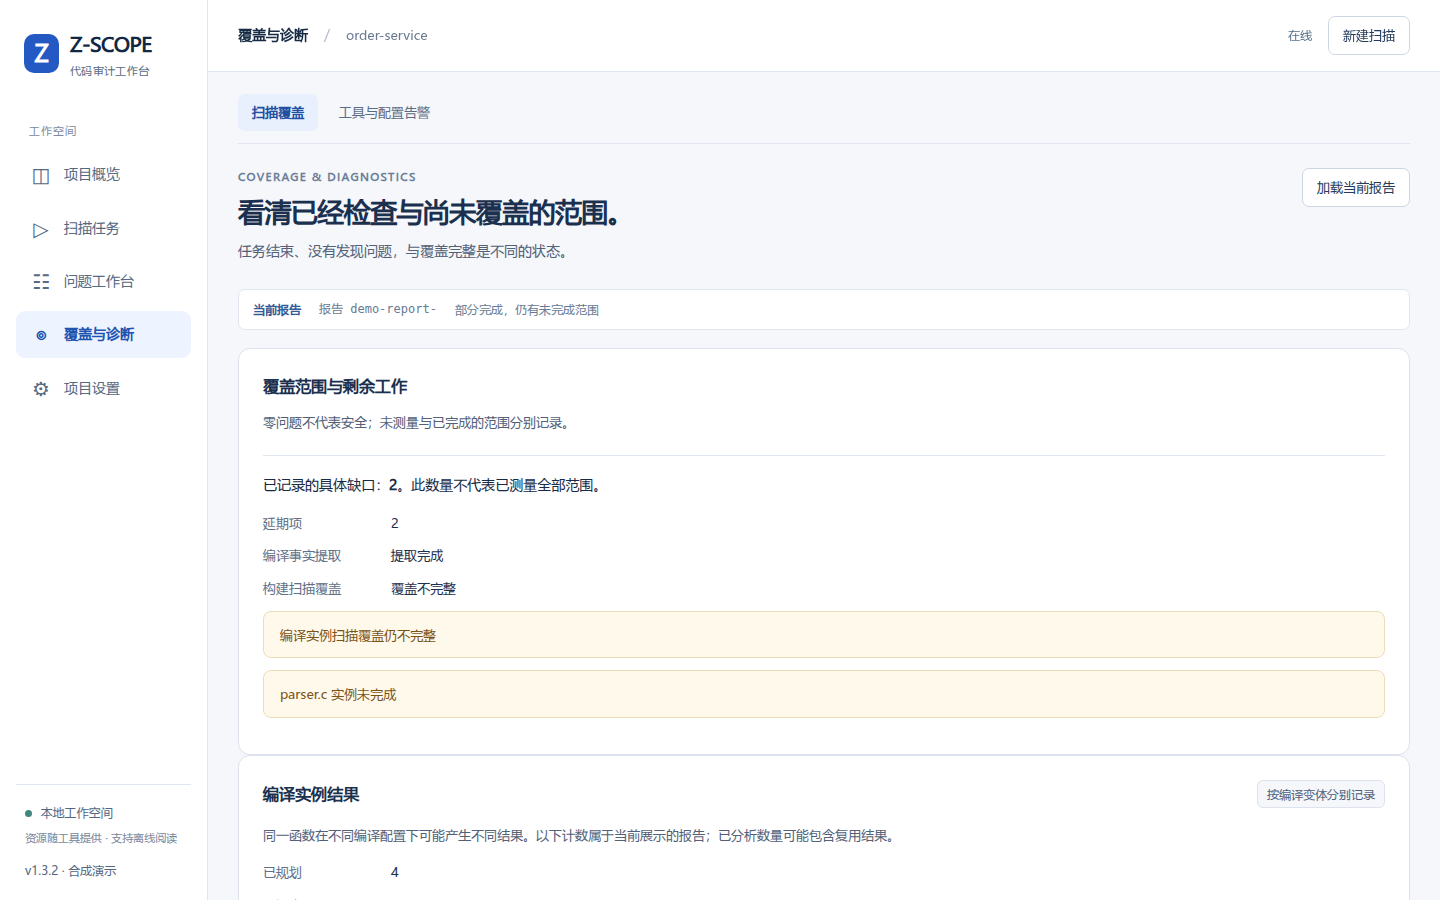 Z
Z-SCOPE
代码审计工作台
工作空间
项目概览
扫描任务
问题工作台
覆盖与诊断
项目设置
本地工作空间
资源随工具提供 · 支持离线阅读
v1.3.2 · 合成演示
覆盖与诊断 / order-service
在线
新建扫描
扫描覆盖
工具与配置告警
COVERAGE & DIAGNOSTICS
看清已经检查与尚未覆盖的范围。
任务结束、没有发现问题，与覆盖完整是不同的状态。
加载当前报告
当前报告 报告 demo-report- 部分完成，仍有未完成范围
覆盖范围与剩余工作
零问题不代表安全；未测量与已完成的范围分别记录。
已记录的具体缺口：2。此数量不代表已测量全部范围。
延期项 2
编译事实提取 提取完成
构建扫描覆盖 覆盖不完整
编译实例扫描覆盖仍不完整
parser.c 实例未完成
编译实例结果
按编译变体分别记录
同一函数在不同编译配置下可能产生不同结果。以下计数属于当前展示的报告；已分析数量可能包含复用结果。
已规划 4